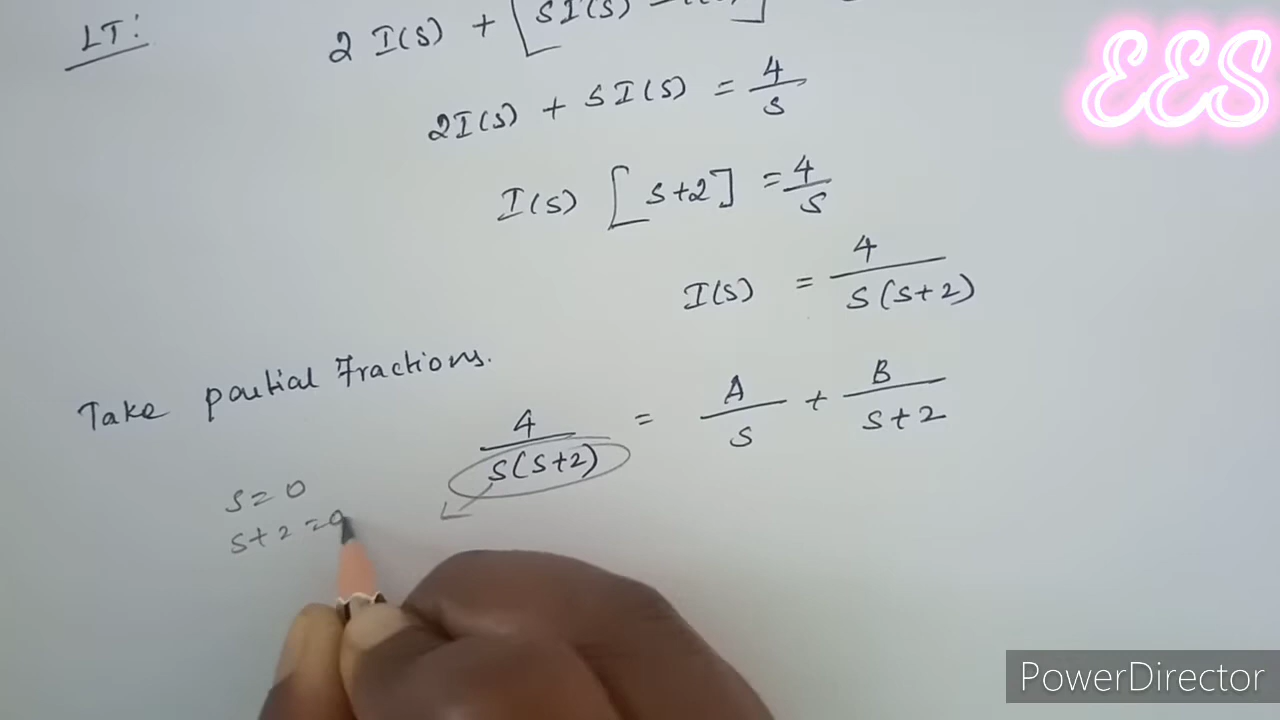 LT:
2 I(s) + [sI(s) -
2I(s) + sI(s) = 4/s
I(s) [s+2] = 4/s
I(s) = 4/s(s+2)
Take partial Fractions.
4/s(s+2) = A/s + B/s+2
s = 0
s+2 = 0
EES
PowerDirector